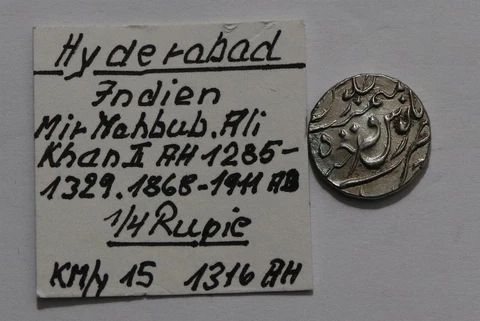 Hyderabad
Indien
Mir Mahbub. Ali
Khan II AH 1285-
1329. 1868-1911 AD
1/4 Rupie
KM/N 15 1316 AH